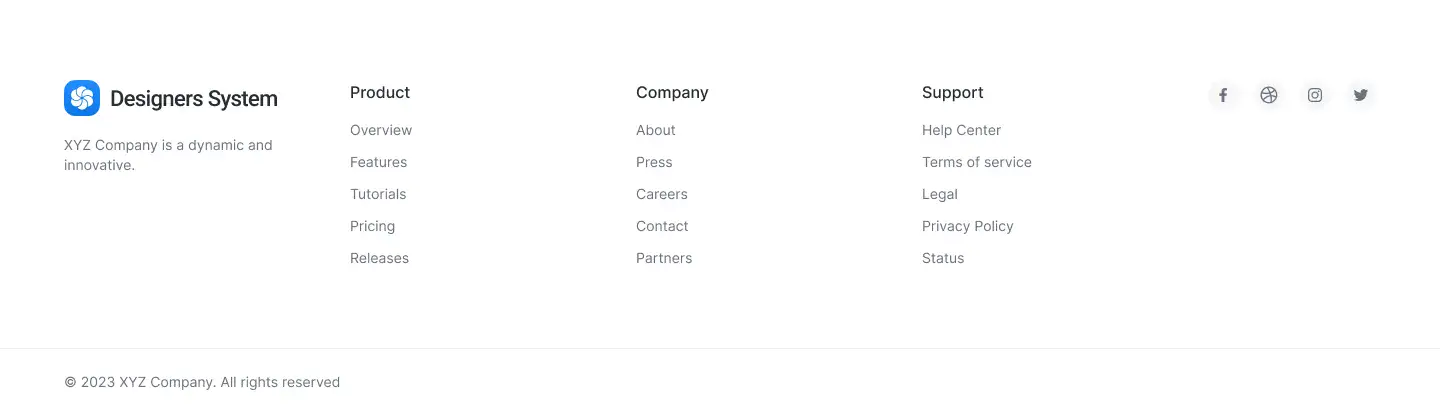 Designers System
XYZ Company is a dynamic and
innovative.
Product
Overview
Features
Tutorials
Pricing
Releases
Company
About
Press
Careers
Contact
Partners
Support
Help Center
Terms of service
Legal
Privacy Policy
Status
© 2023 XYZ Company. All rights reserved